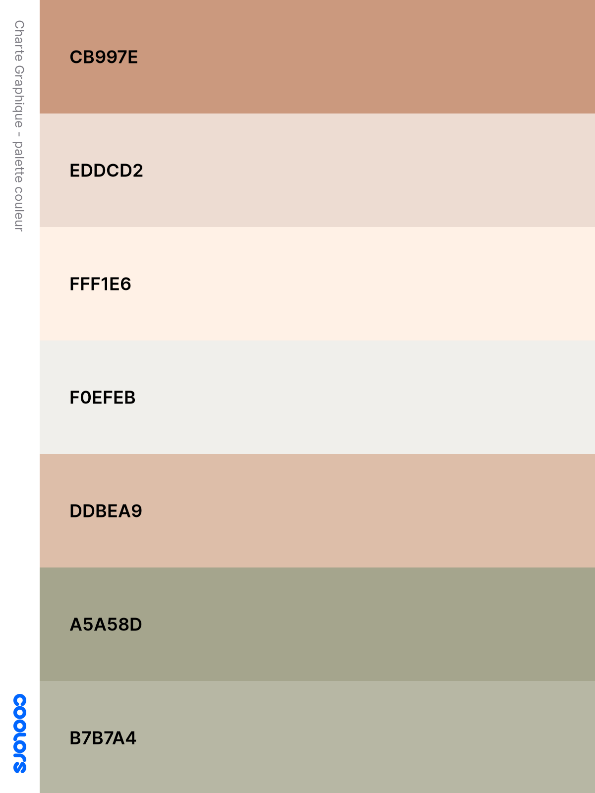 Charte Graphique - palette couleur
CB997E
EDDCD2
FFF1E6
F0EFEB
DDBEA9
A5A58D
B7B7A4
coolors